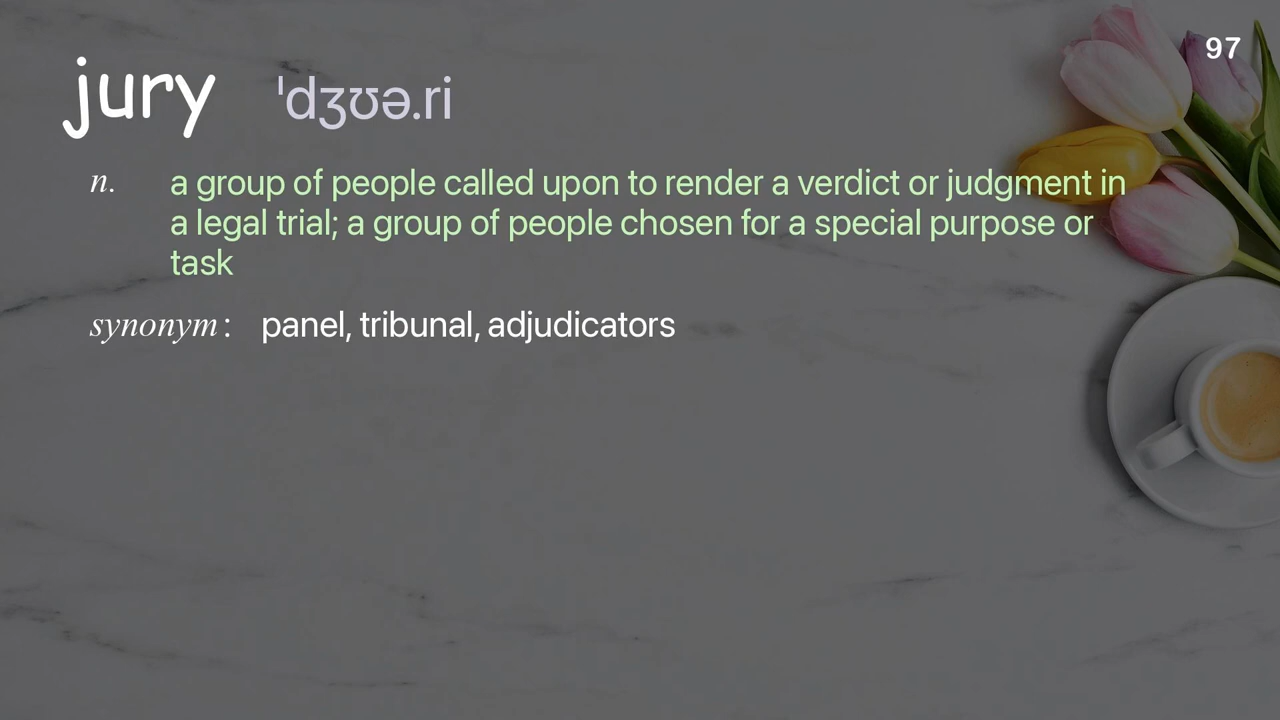 97
jury ˈdʒʊə.ri
n. a group of people called upon to render a verdict or judgment in
a legal trial; a group of people chosen for a special purpose or
task
synonym: panel, tribunal, adjudicators